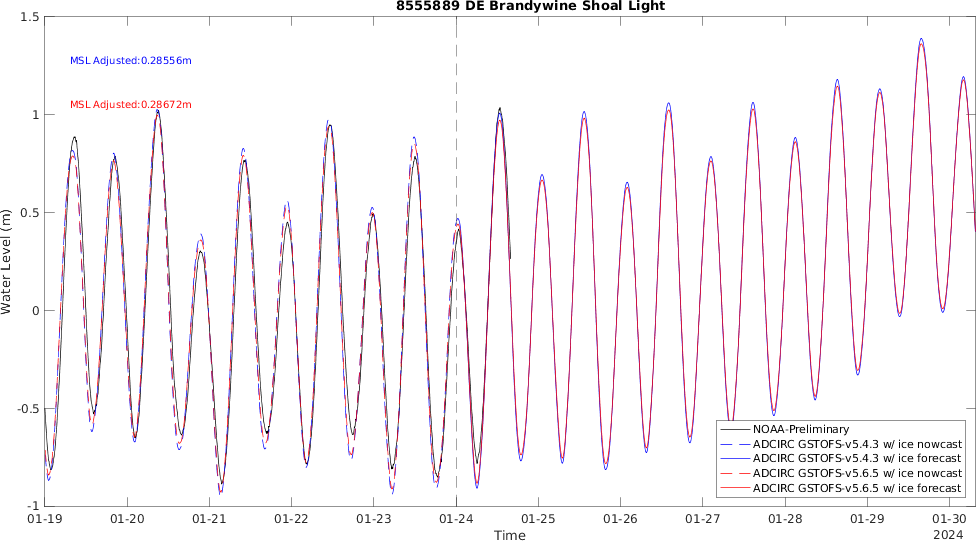 8555889 DE Brandywine Shoal Light
MSL Adjusted:0.28556m
MSL Adjusted:0.28672m
Water Level (m)
1.5
1
0.5
0
-0.5
-1
NOAA-Preliminary
ADCIRC GSTOFS-v5.4.3 w/ ice nowcast
ADCIRC GSTOFS-v5.4.3 w/ ice forecast
ADCIRC GSTOFS-v5.6.5 w/ ice nowcast
ADCIRC GSTOFS-v5.6.5 w/ ice forecast
01-19 01-20 01-21 01-22 01-23 01-24 01-25 01-26 01-27 01-28 01-29 01-30
Time
2024